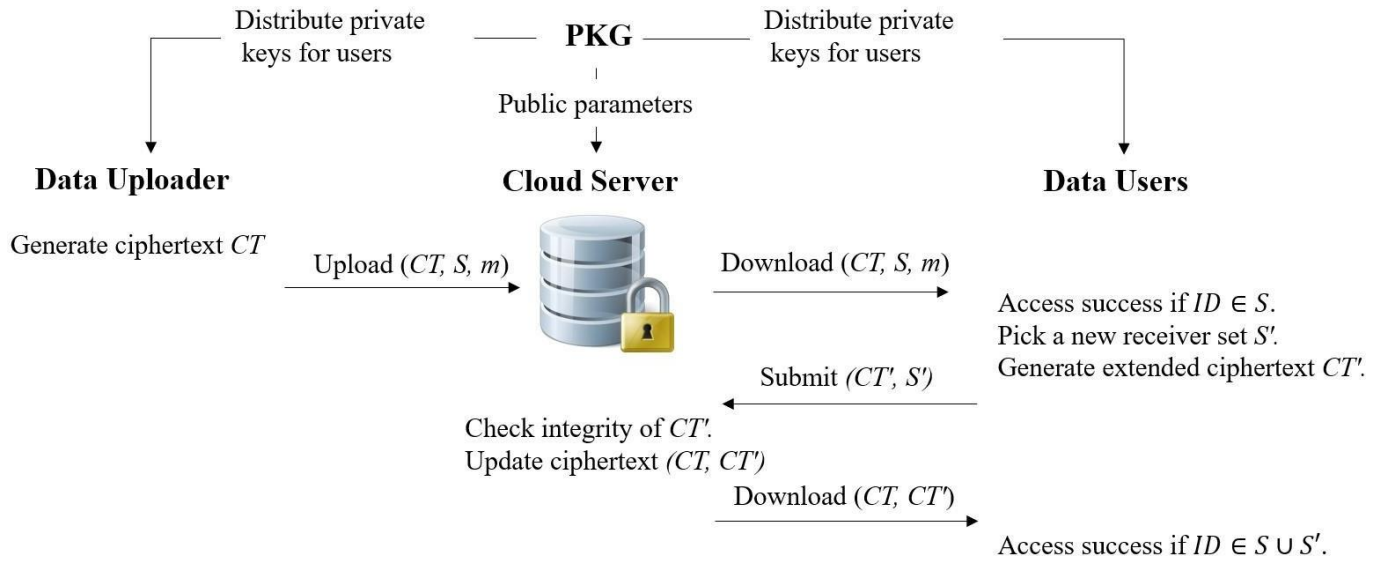 Distribute private
keys for users
PKG
Distribute private
keys for users
Public parameters
Data Uploader
Cloud Server
Data Users
Generate ciphertext CT
Upload (CT, S, m)
Download (CT, S, m)
Access success if ID ∈ S.
Pick a new receiver set S′.
Generate extended ciphertext CT′.
Submit (CT′, S′)
Check integrity of CT′.
Update ciphertext (CT, CT′)
Download (CT, CT′)
Access success if ID ∈ S ∪ S′.